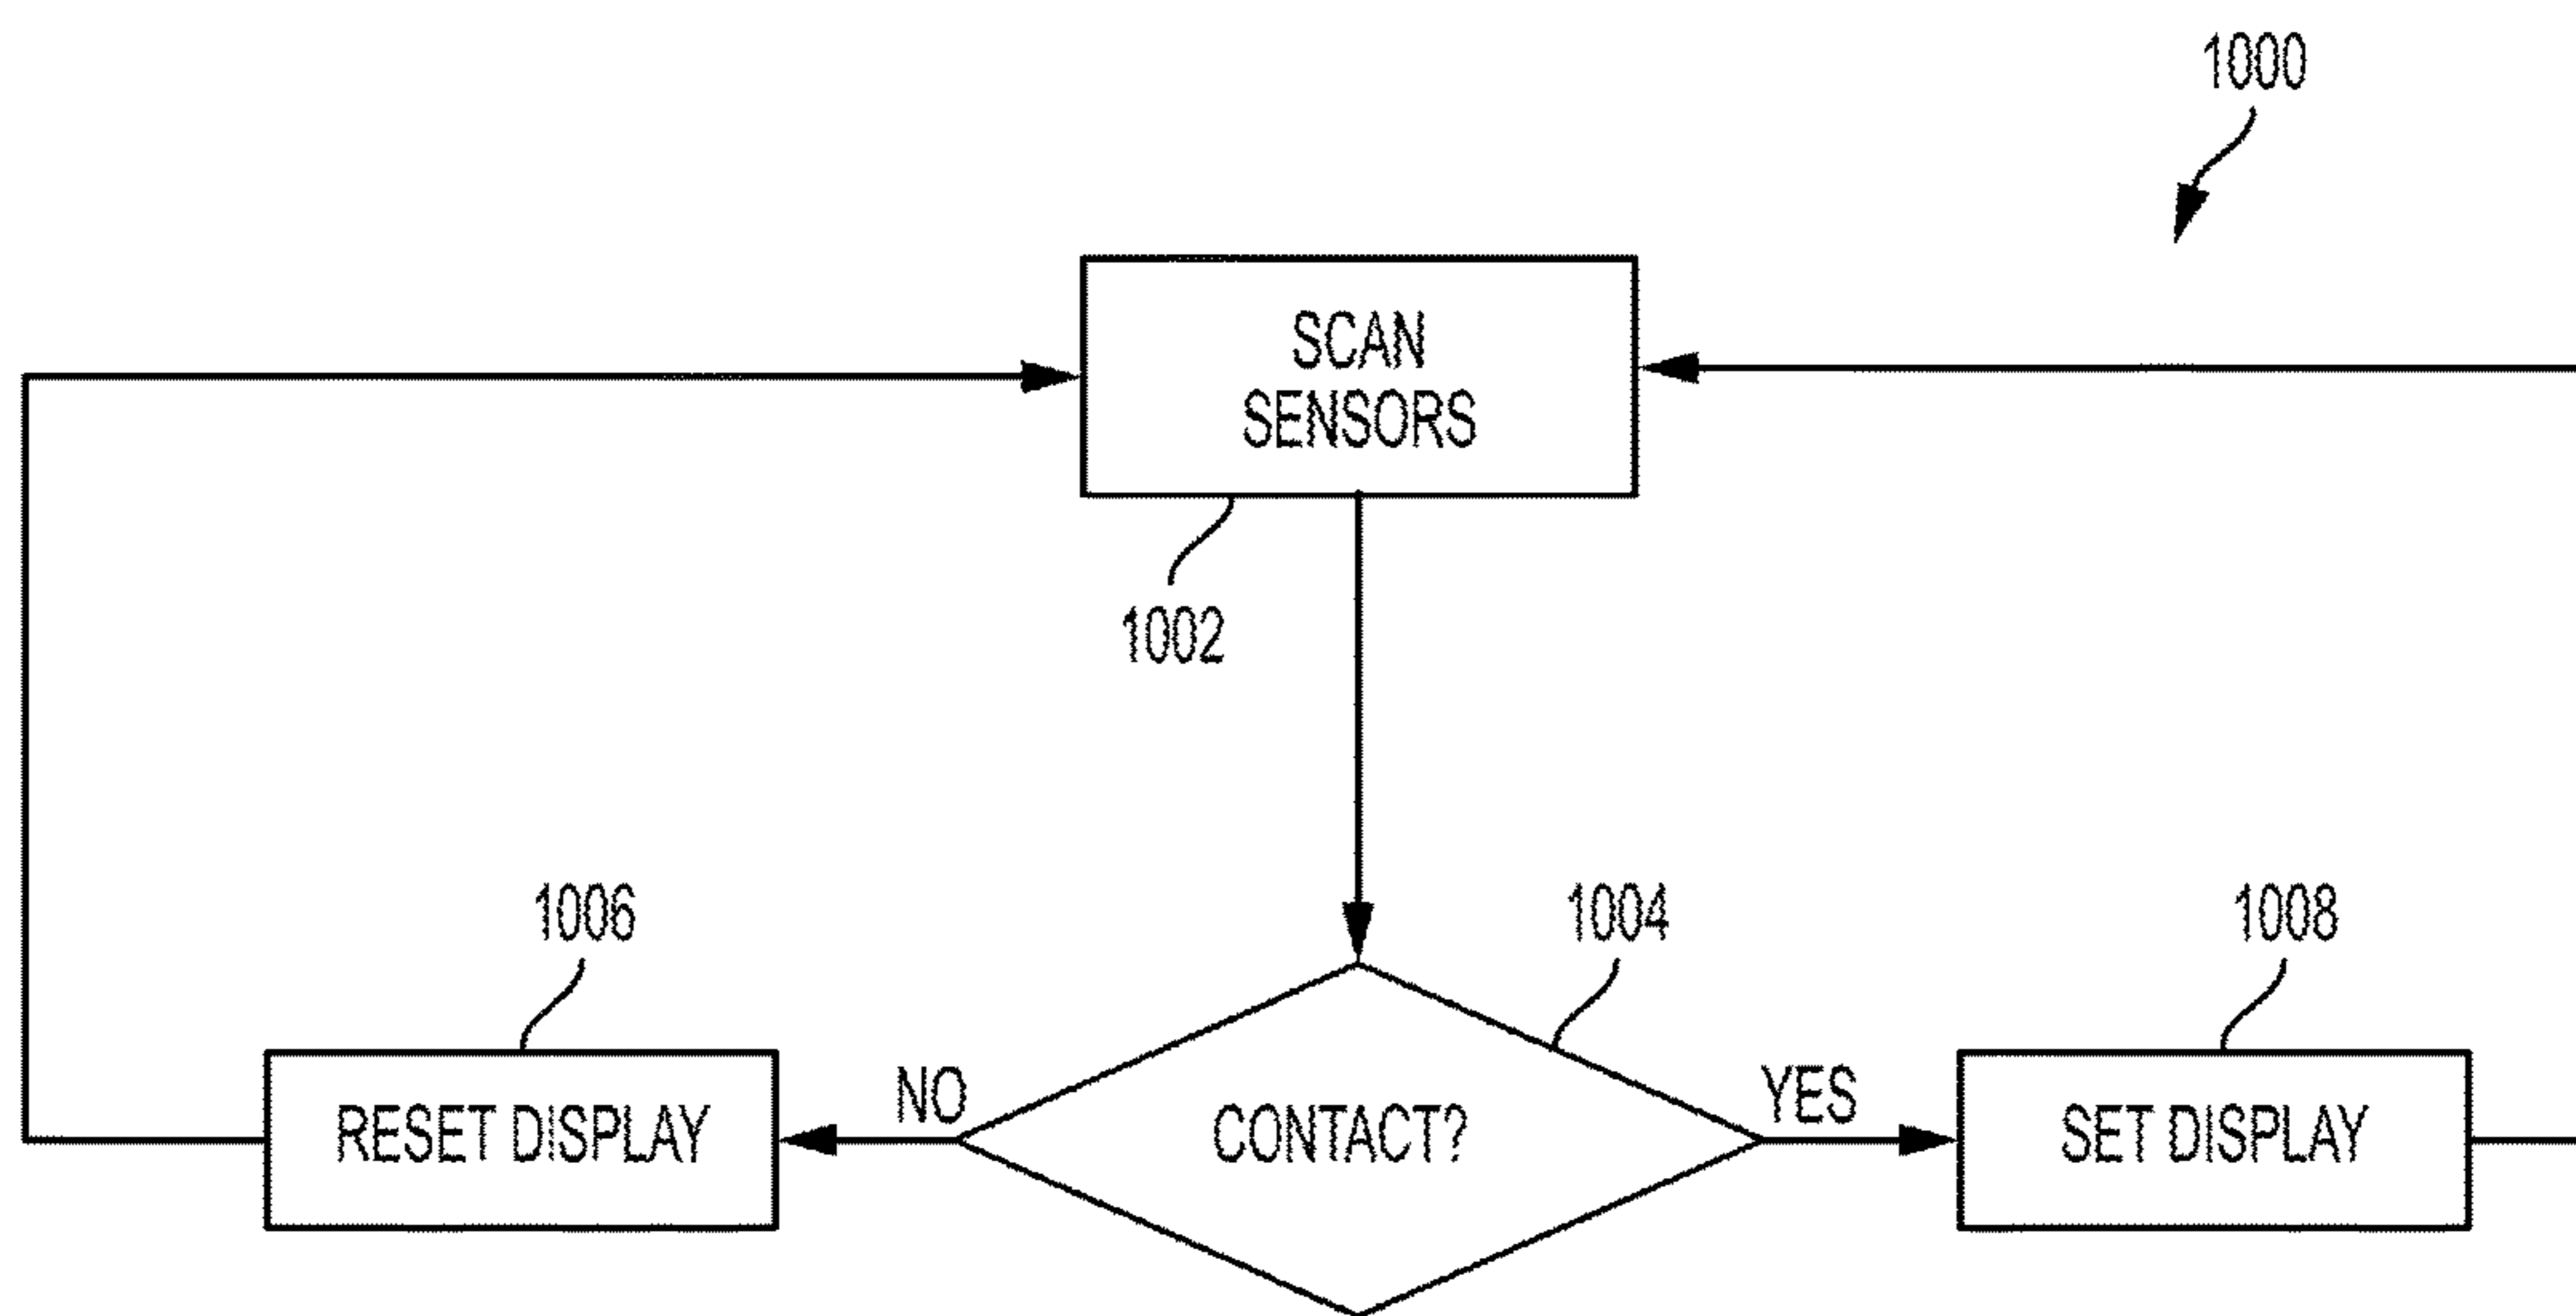 1000
SCAN
SENSORS
1002
1006
1004
1008
NO
YES
RESET DISPLAY
CONTACT?
SET DISPLAY